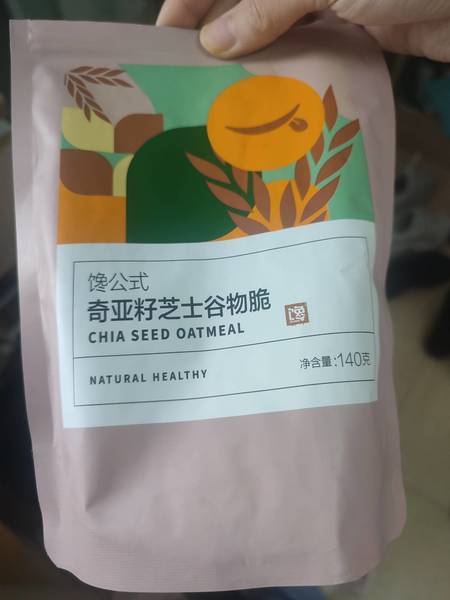 馋公式
奇亚籽芝士谷物脆
馋
CHIA SEED OATMEAL
NATURAL HEALTHY
净含量:140克